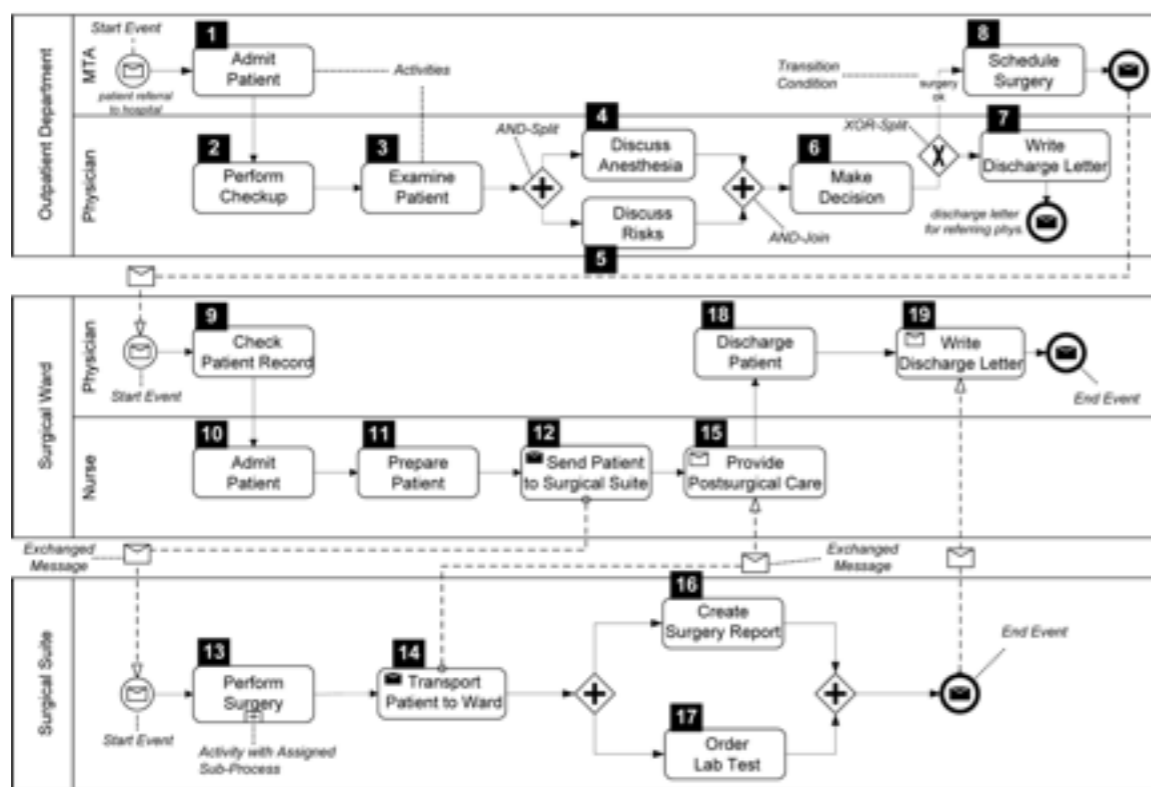 Outpatient Department
MTA
Start Event
patient referral
to hospital
1
Admit
Patient
Activities
Transition
Condition
surgery
ok
8
Schedule
Surgery
Physician
2
Perform
Checkup
3
Examine
Patient
AND-Split
4
Discuss
Anesthesia
Discuss
Risks
5
AND-Join
6
Make
Decision
XOR-Split
7
Write
Discharge Letter
discharge letter
for referring phys.
Surgical Ward
Physician
Start Event
9
Check
Patient Record
18
Discharge
Patient
19
Write
Discharge Letter
End Event
Nurse
10
Admit
Patient
11
Prepare
Patient
12
Send Patient
to Surgical Suite
15
Provide
Postsurgical Care
Exchanged
Message
Exchanged
Message
Surgical Suite
Start Event
13
Perform
Surgery
Activity with Assigned
Sub-Process
14
Transport
Patient to Ward
16
Create
Surgery Report
17
Order
Lab Test
End Event